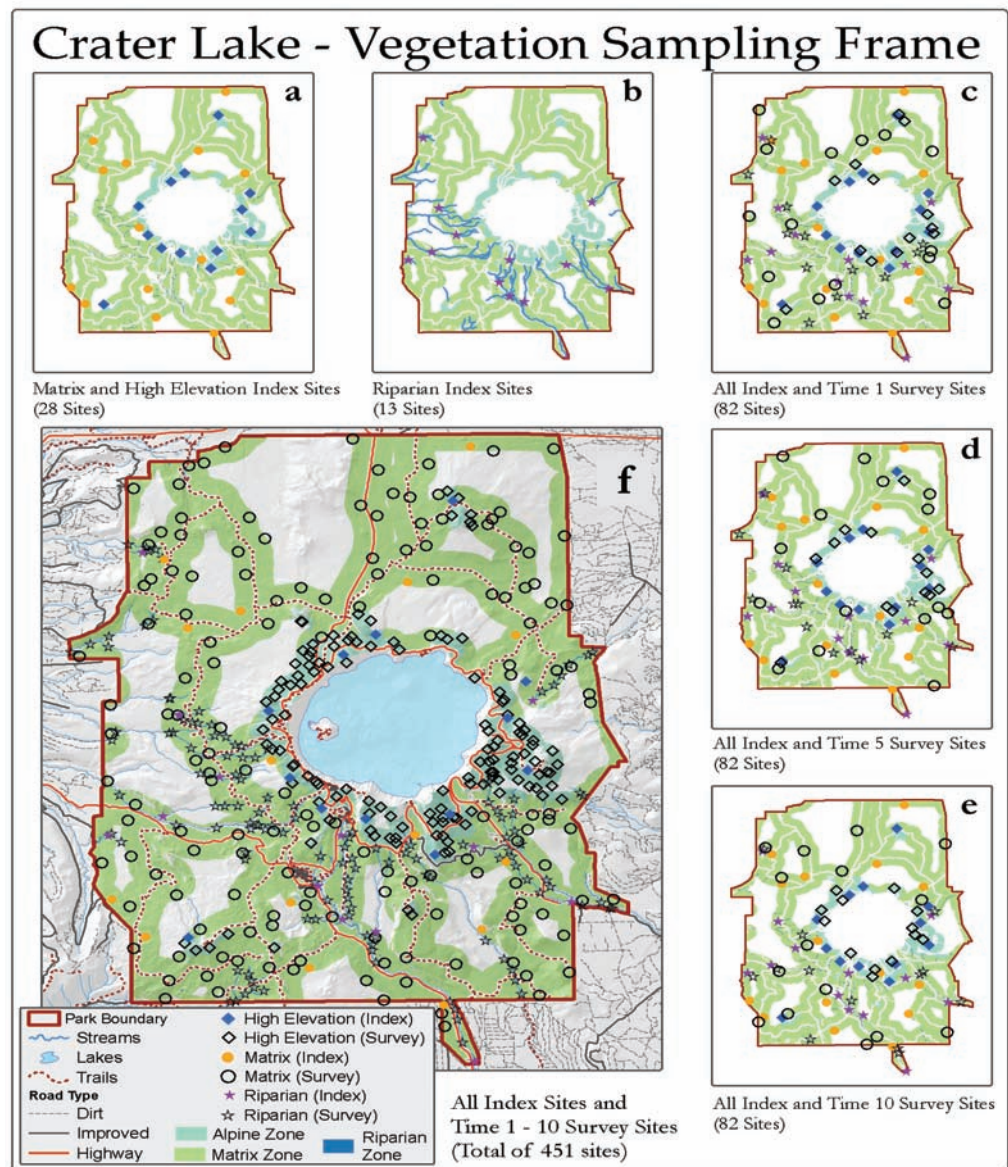 Crater Lake - Vegetation Sampling Frame
a
b
c
Matrix and High Elevation Index Sites
(28 Sites)
Riparian Index Sites
(13 Sites)
All Index and Time 1 Survey Sites
(82 Sites)
f
d
All Index and Time 5 Survey Sites
(82 Sites)
e
All Index and Time 10 Survey Sites
(82 Sites)
Park Boundary
Streams
Lakes
Trails
Road Type
Dirt
Improved
Highway
High Elevation (Index)
High Elevation (Survey)
Matrix (Index)
Matrix (Survey)
Riparian (Index)
Riparian (Survey)
Alpine Zone
Matrix Zone
Riparian
Zone
All Index Sites and
Time 1 - 10 Survey Sites
(Total of 451 sites)